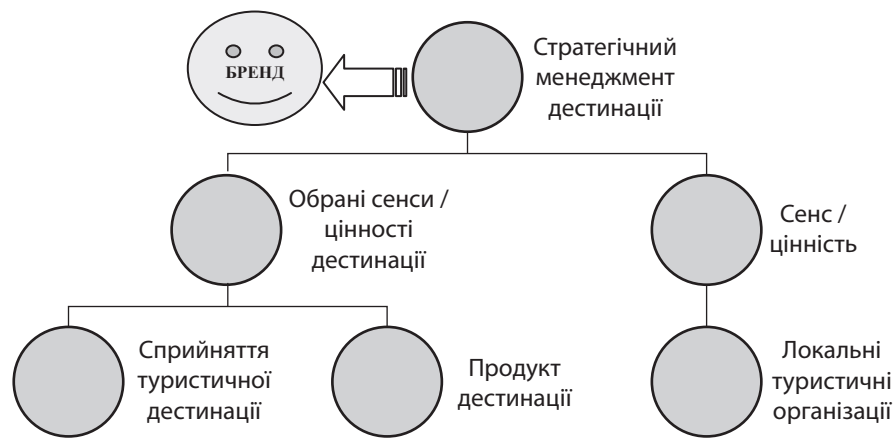 БРЕНД
Стратегічний
менеджмент
дестинації
Обрані сенси /
цінності
дестинації
Сенс /
цінність
Сприйняття
туристичної
дестинації
Продукт
дестинації
Локальні
туристичні
організації